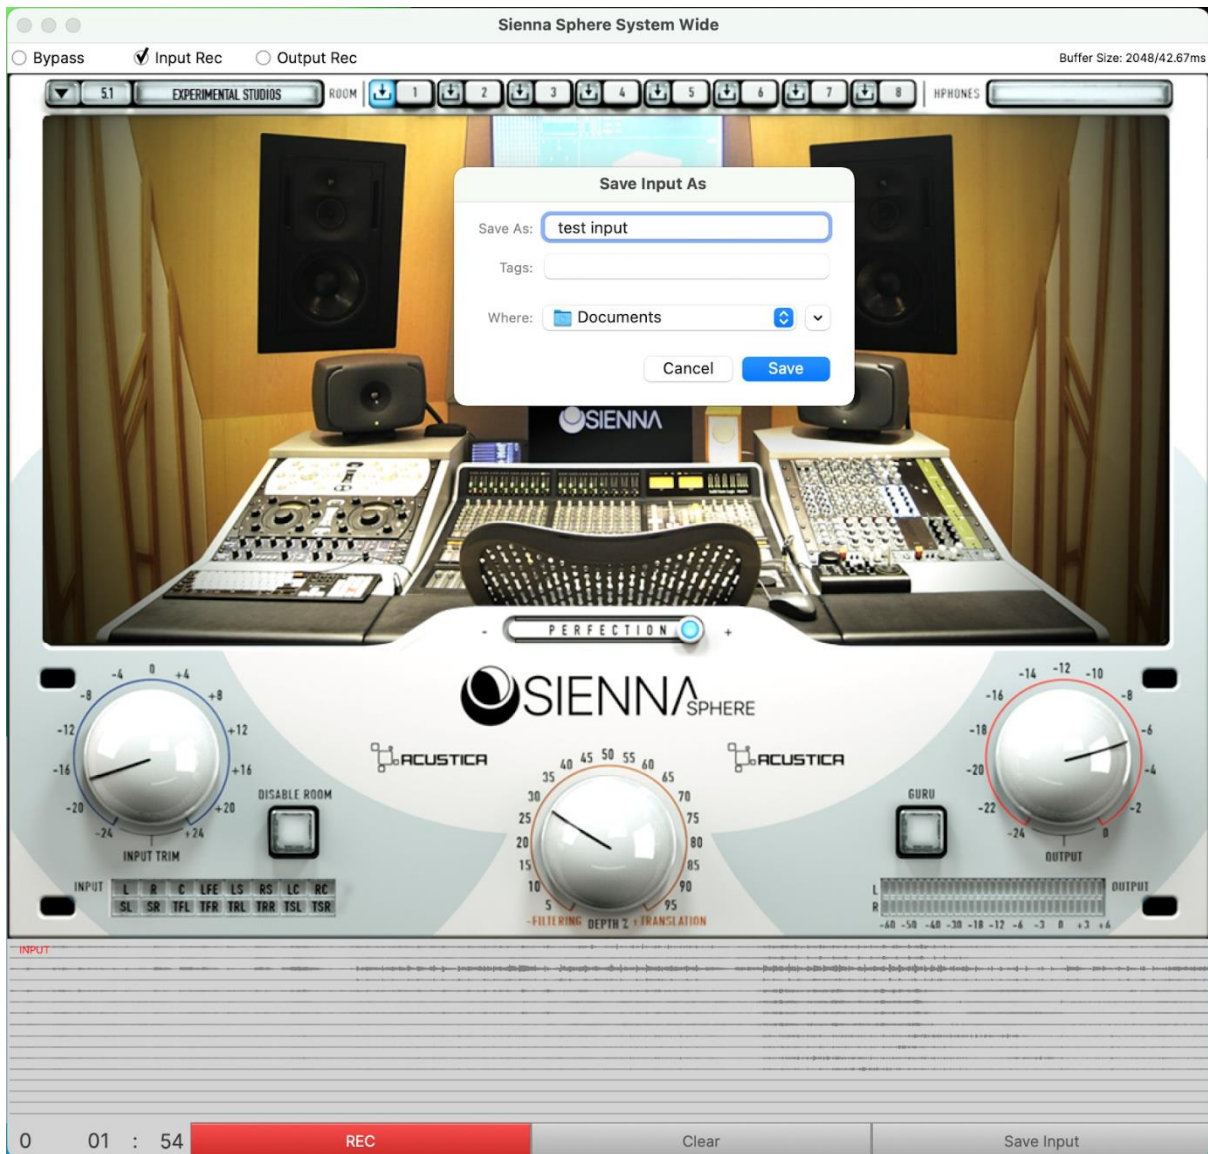 Sienna Sphere System Wide
Bypass Input Rec Output Rec Buffer Size: 2048/42.67ms
5.1 EXPERIMENTAL STUDIOS ROOM 1 2 3 4 5 6 7 8 HPHONES
Save Input As
Save As: test input
Tags:
Where: Documents
Cancel Save
SIENNA
- PERFECTION +
SIENNA SPHERE
ACUSTICA ACUSTICA
-24 -20 -16 -12 -8 -4 0 +4 +8 +12 +16 +20 +24
INPUT TRIM
DISABLE ROOM
5 10 15 20 25 30 35 40 45 50 55 60 65 70 75 80 85 90 95
-FILTERING DEPTH % +TRANSLATION
GURU
-24 -22 -20 -18 -16 -14 -12 -10 -8 -6 -4 -2 0
OUTPUT
INPUT L R C LFE LS RS LC RC
SL SR TFL TFR TRL TRR TSL TSR
L OUTPUT
R
-60 -50 -40 -30 -18 -12 -6 -3 0 +3 +6
INPUT
0 01 : 54 REC Clear Save Input